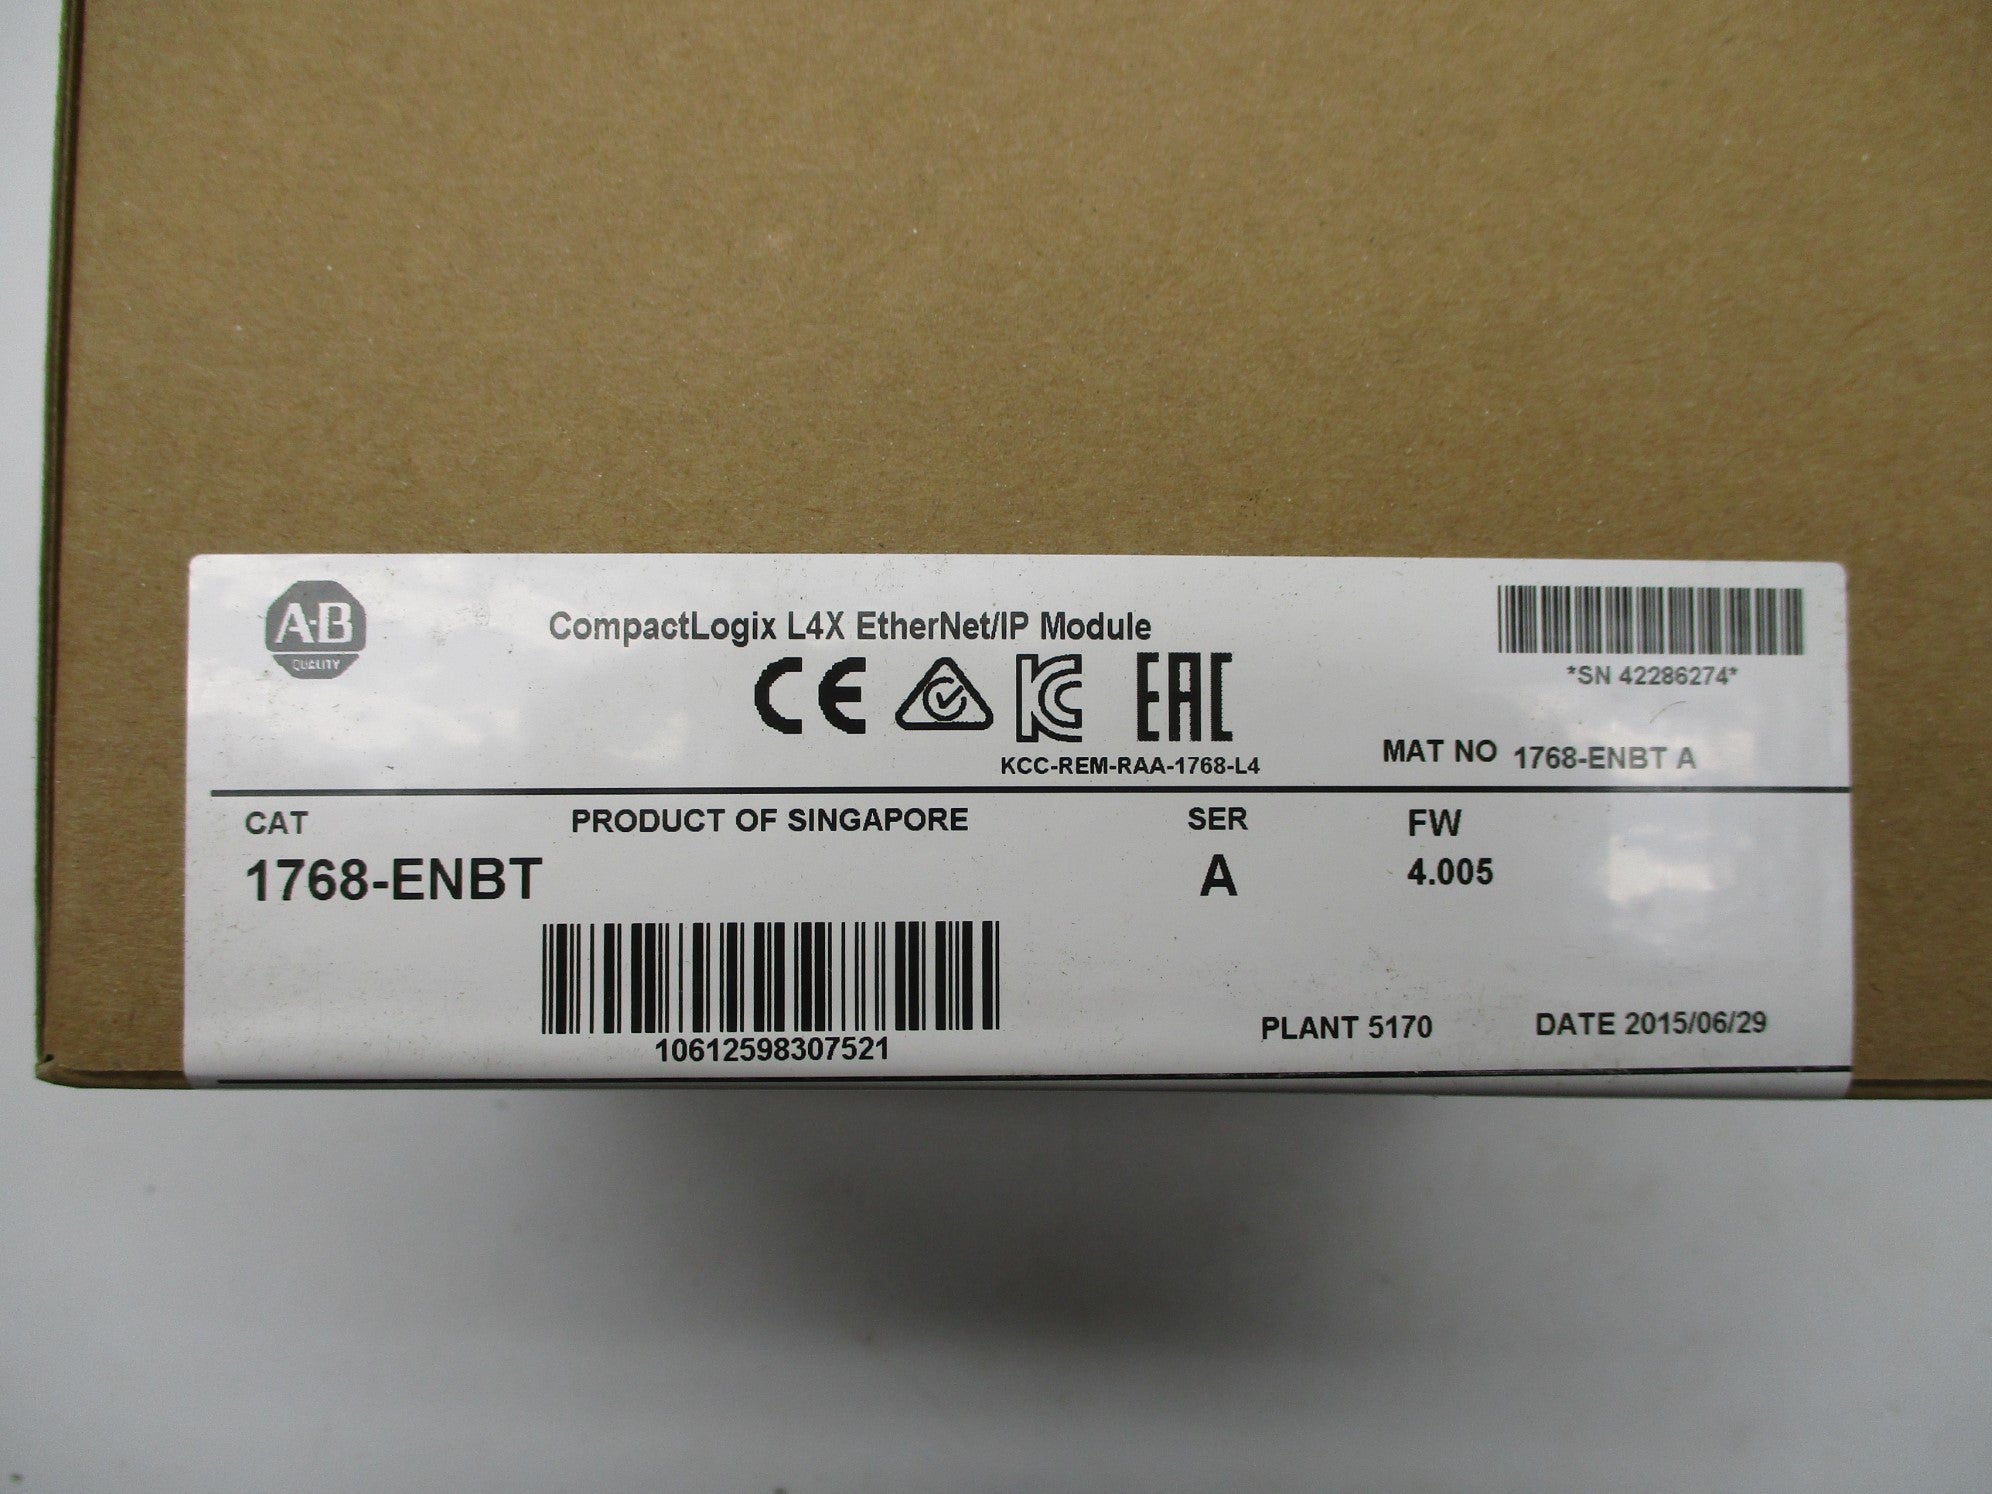 A-B
QUALITY
CompactLogix L4X EtherNet/IP Module
CE KC EAC
KCC-REM-RAA-1768-L4
*SN 42286274*
MAT NO 1768-ENBT A
CAT PRODUCT OF SINGAPORE SER FW
1768-ENBT A 4.005
10612598307521
PLANT 5170 DATE 2015/06/29